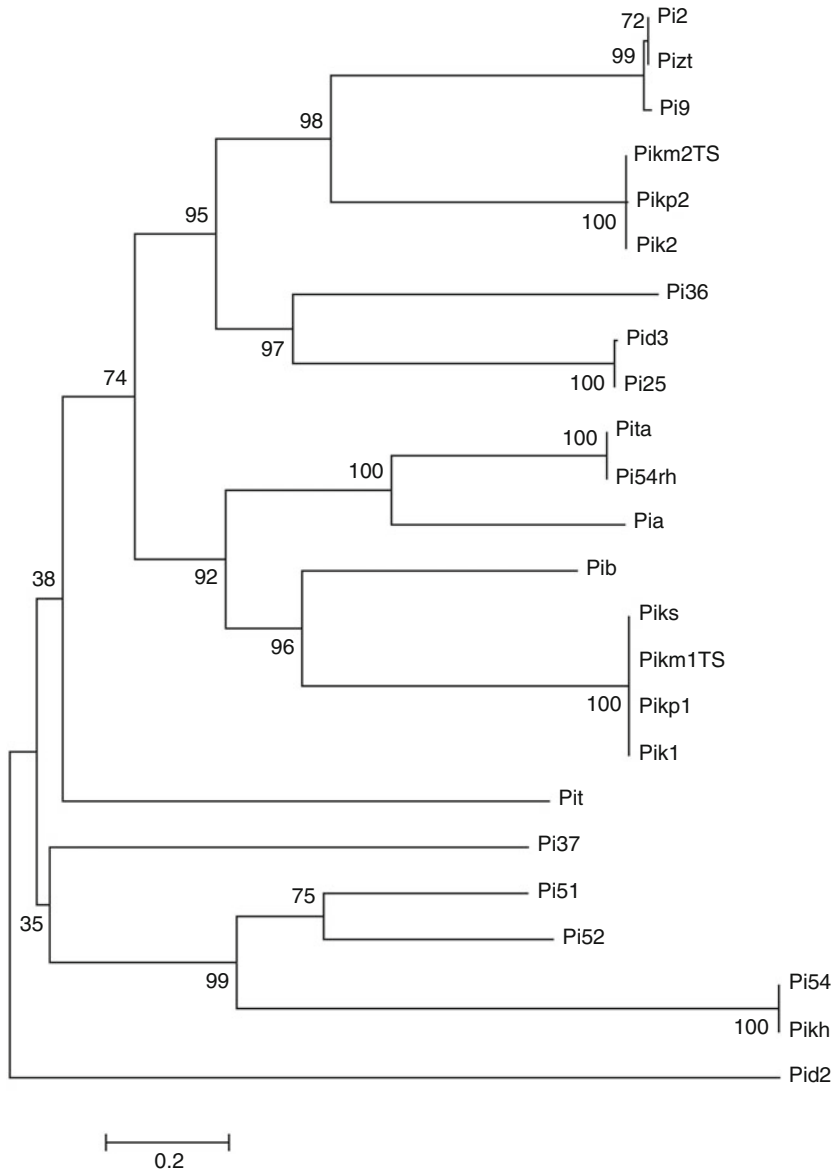 72 Pi2
99 Pizt
Pi9
98
Pikm2TS
Pikp2
100
Pik2
95
Pi36
97
Pid3
100 Pi25
74
Pita
100
Pi54rh
100
Pia
92
Pib
96
Piks
Pikm1TS
100 Pikp1
Pik1
38
Pit
Pi37
35
75 Pi51
Pi52
99
Pi54
100 Pikh
Pid2
0.2